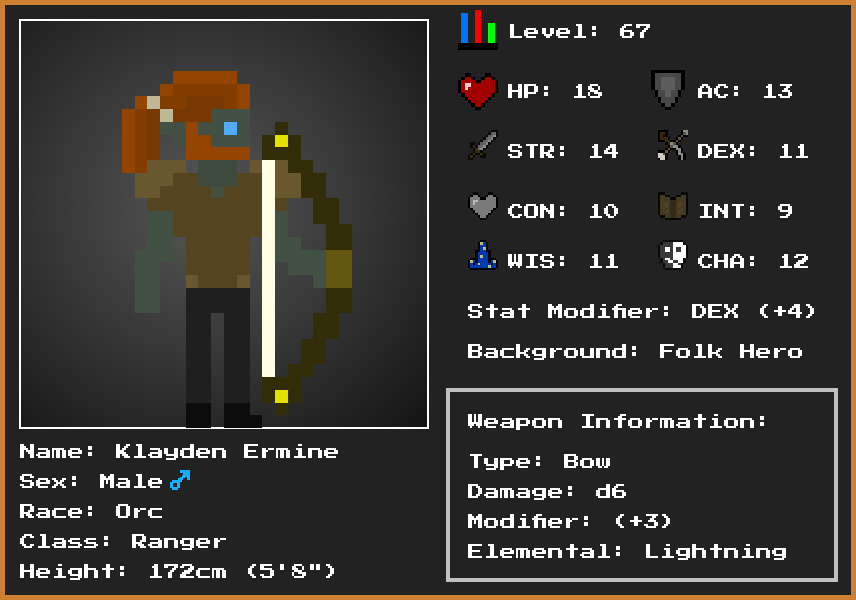 Level: 67
HP: 18 AC: 13
STR: 14 DEX: 11
CON: 10 INT: 9
WIS: 11 CHA: 12
Stat Modifier: DEX (+4)
Background: Folk Hero
Weapon Information:
Type: Bow
Damage: d6
Modifier: (+3)
Elemental: Lightning
Name: Klayden Ermine
Sex: Male ♂
Race: Orc
Class: Ranger
Height: 172cm (5'8")